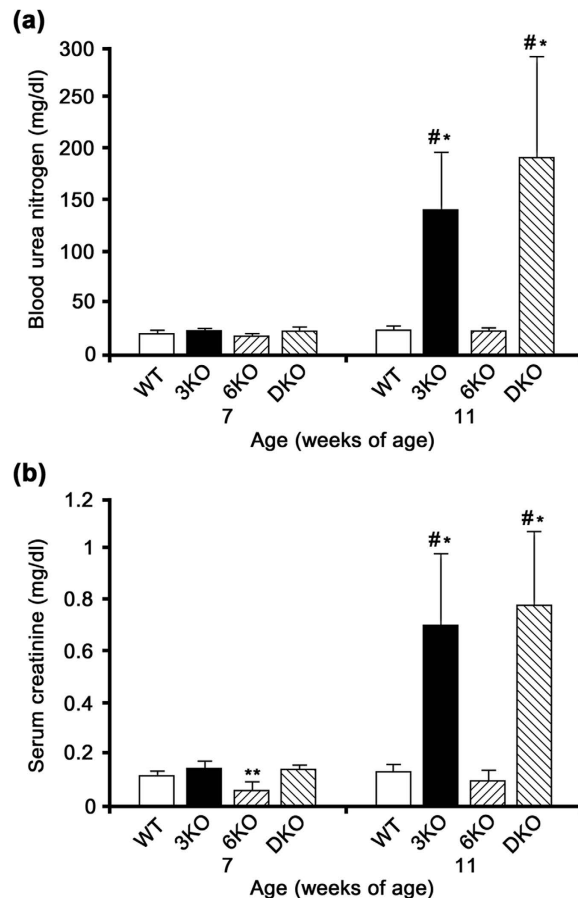 (a)
Blood urea nitrogen (mg/dl)
300
250
200
150
100
50
0
#*
#*
WT 3KO 6KO DKO WT 3KO 6KO DKO
7 11
Age (weeks of age)
(b)
Serum creatinine (mg/dl)
1.2
1
0.8
0.6
0.4
0.2
0
#*
#*
**
WT 3KO 6KO DKO WT 3KO 6KO DKO
7 11
Age (weeks of age)